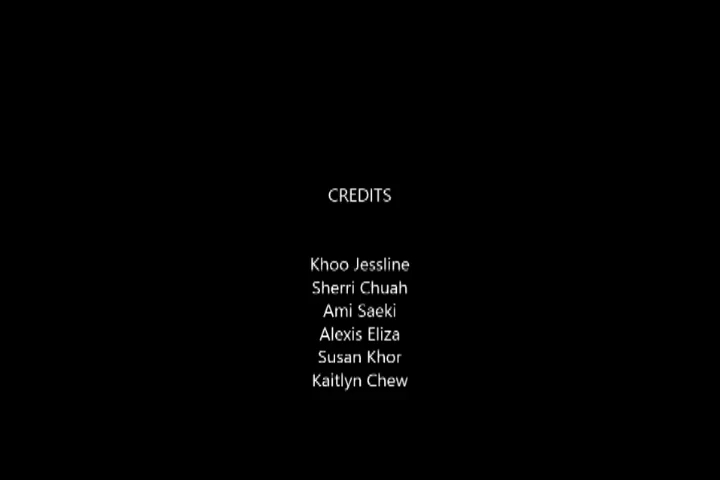 CREDITS
Khoo Jessline
Sherri Chuah
Ami Saeki
Alexis Eliza
Susan Khor
Kaitlyn Chew